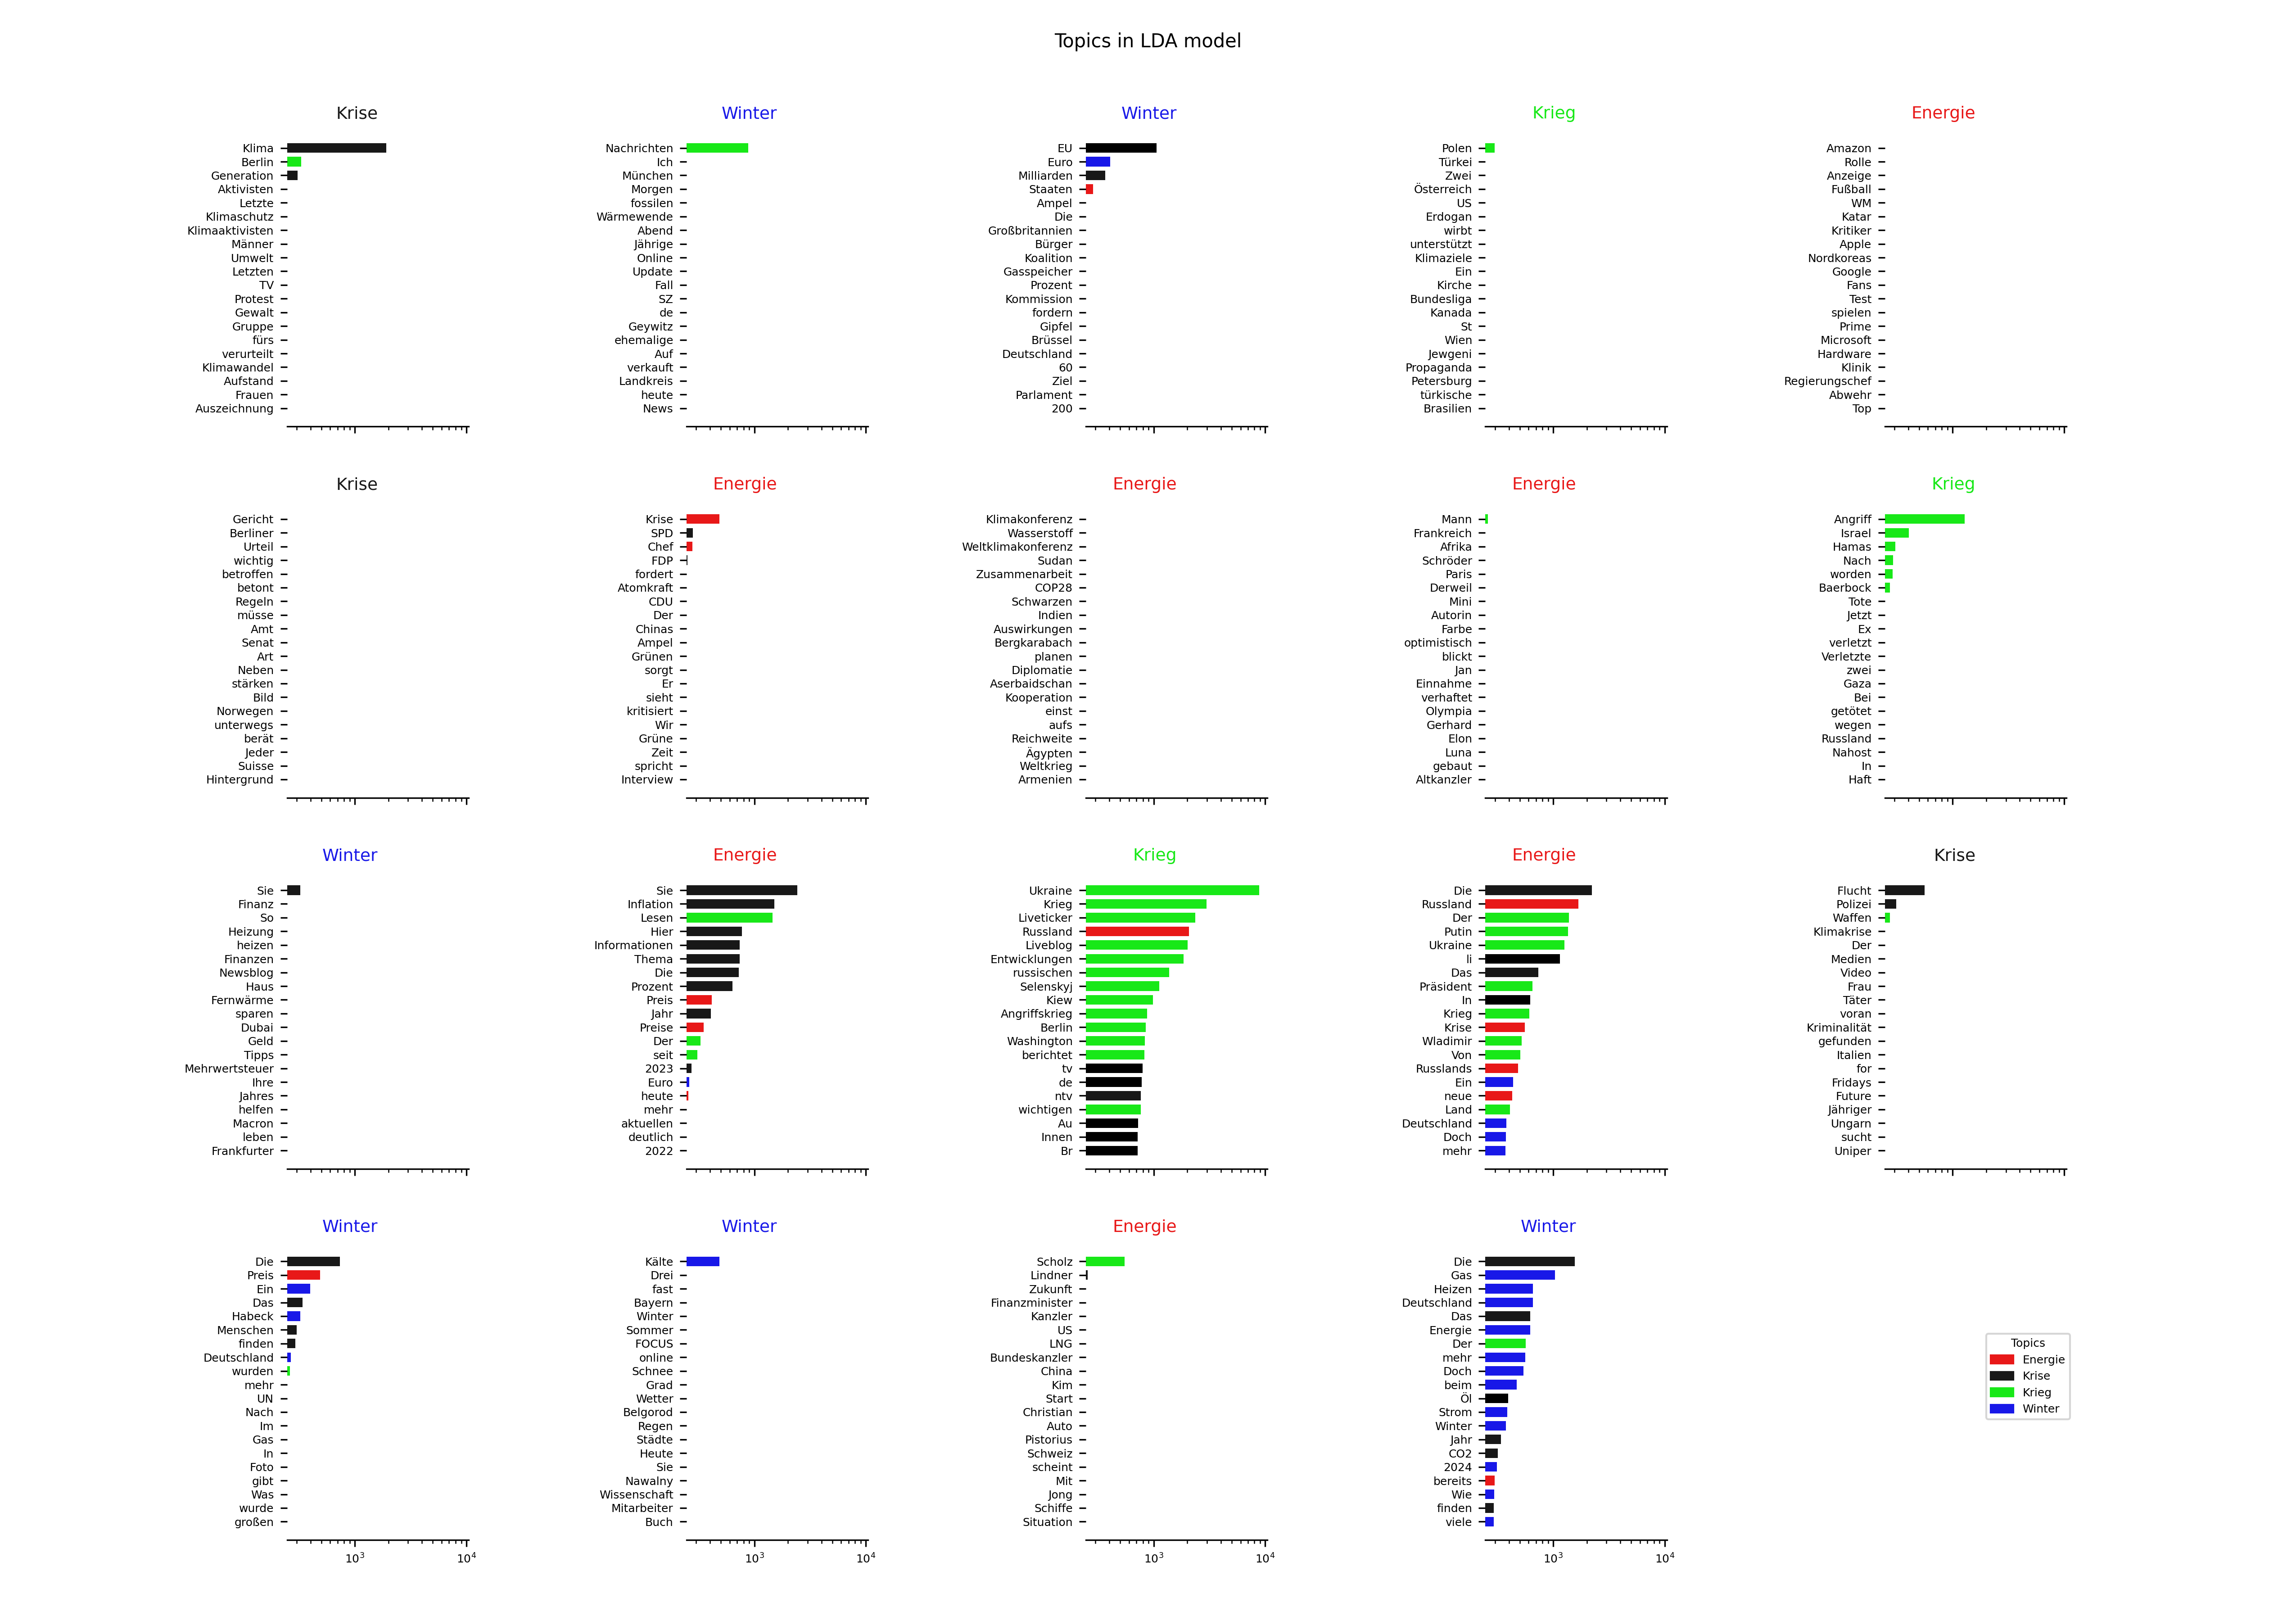 Topics in LDA model
Krise
Klima
Berlin
Generation
Aktivisten
Letzte
Klimaschutz
Klimaaktivisten
Männer
Umwelt
Letzten
TV
Protest
Gewalt
Gruppe
fürs
verurteilt
Klimawandel
Aufstand
Frauen
Auszeichnung
Winter
Nachrichten
Ich
München
Morgen
fossilen
Wärmewende
Abend
Jährige
Online
Update
Fall
SZ
de
Geywitz
ehemalige
Auf
verkauft
Landkreis
heute
News
Winter
EU
Euro
Milliarden
Staaten
Ampel
Die
Großbritannien
Bürger
Koalition
Gasspeicher
Prozent
Kommission
fordern
Gipfel
Brüssel
Deutschland
60
Ziel
Parlament
200
Krieg
Polen
Türkei
Zwei
Österreich
US
Erdogan
wirbt
unterstützt
Klimaziele
Ein
Kirche
Bundesliga
Kanada
St
Wien
Jewgeni
Propaganda
Petersburg
türkische
Brasilien
Energie
Amazon
Rolle
Anzeige
Fußball
WM
Katar
Kritiker
Apple
Nordkoreas
Google
Fans
Test
spielen
Prime
Microsoft
Hardware
Klinik
Regierungschef
Abwehr
Top
Krise
Gericht
Berliner
Urteil
wichtig
betroffen
betont
Regeln
müsse
Amt
Senat
Art
Neben
stärken
Bild
Norwegen
unterwegs
berät
Jeder
Suisse
Hintergrund
Energie
Krise
SPD
Chef
FDP
fordert
Atomkraft
CDU
Der
Chinas
Ampel
Grünen
sorgt
Er
sieht
kritisiert
Wir
Grüne
Zeit
spricht
Interview
Energie
Klimakonferenz
Wasserstoff
Weltklimakonferenz
Sudan
Zusammenarbeit
COP28
Schwarzen
Indien
Auswirkungen
Bergkarabach
planen
Diplomatie
Aserbaidschan
Kooperation
einst
aufs
Reichweite
Ägypten
Weltkrieg
Armenien
Energie
Mann
Frankreich
Afrika
Schröder
Paris
Derweil
Mini
Autorin
Farbe
optimistisch
blickt
Jan
Einnahme
verhaftet
Olympia
Gerhard
Elon
Luna
gebaut
Altkanzler
Krieg
Angriff
Israel
Hamas
Nach
worden
Baerbock
Tote
Jetzt
Ex
verletzt
Verletzte
zwei
Gaza
Bei
getötet
wegen
Russland
Nahost
In
Haft
Winter
Sie
Finanz
So
Heizung
heizen
Finanzen
Newsblog
Haus
Fernwärme
sparen
Dubai
Geld
Tipps
Mehrwertsteuer
Ihre
Jahres
helfen
Macron
leben
Frankfurter
Energie
Sie
Inflation
Lesen
Hier
Informationen
Thema
Die
Prozent
Preis
Jahr
Preise
Der
seit
2023
Euro
heute
mehr
aktuellen
deutlich
2022
Krieg
Ukraine
Krieg
Liveticker
Russland
Liveblog
Entwicklungen
russischen
Selenskyj
Kiew
Angriffskrieg
Berlin
Washington
berichtet
tv
de
ntv
wichtigen
Au
Innen
Br
Energie
Die
Russland
Der
Putin
Ukraine
li
Das
Präsident
In
Krieg
Krise
Wladimir
Von
Russlands
Ein
neue
Land
Deutschland
Doch
mehr
Krise
Flucht
Polizei
Waffen
Klimakrise
Der
Medien
Video
Frau
Täter
voran
Kriminalität
gefunden
Italien
for
Fridays
Future
Jähriger
Ungarn
sucht
Uniper
Winter
Die
Preis
Ein
Das
Habeck
Menschen
finden
Deutschland
wurden
mehr
UN
Nach
Im
Gas
In
Foto
gibt
Was
wurde
großen
10³ 10⁴
Winter
Kälte
Drei
fast
Bayern
Winter
Sommer
FOCUS
online
Schnee
Grad
Wetter
Belgorod
Regen
Städte
Heute
Sie
Nawalny
Wissenschaft
Mitarbeiter
Buch
10³ 10⁴
Energie
Scholz
Lindner
Zukunft
Finanzminister
Kanzler
US
LNG
Bundeskanzler
China
Kim
Start
Christian
Auto
Pistorius
Schweiz
scheint
Mit
Jong
Schiffe
Situation
10³ 10⁴
Winter
Die
Gas
Heizen
Deutschland
Das
Energie
Der
mehr
Doch
beim
Öl
Strom
Winter
Jahr
CO2
2024
bereits
Wie
finden
viele
10³ 10⁴
Topics
Energie
Krise
Krieg
Winter